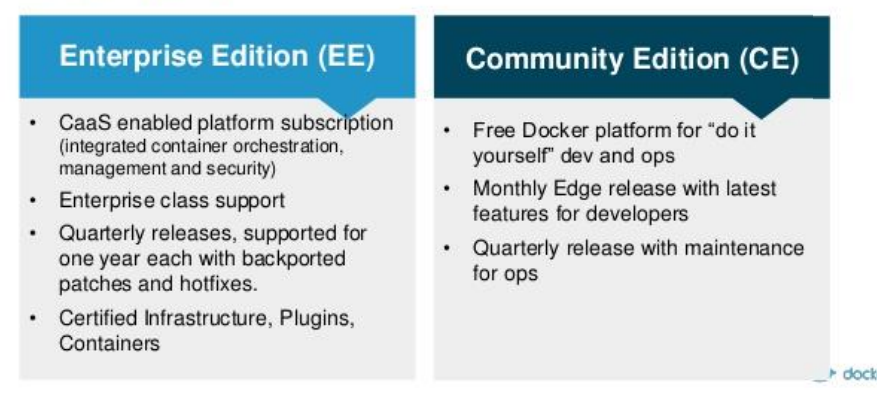 Enterprise Edition (EE)
• CaaS enabled platform subscription
(integrated container orchestration,
management and security)
• Enterprise class support
• Quarterly releases, supported for
one year each with backported
patches and hotfixes.
• Certified Infrastructure, Plugins,
Containers
Community Edition (CE)
• Free Docker platform for “do it
yourself” dev and ops
• Monthly Edge release with latest
features for developers
• Quarterly release with maintenance
for ops
dock